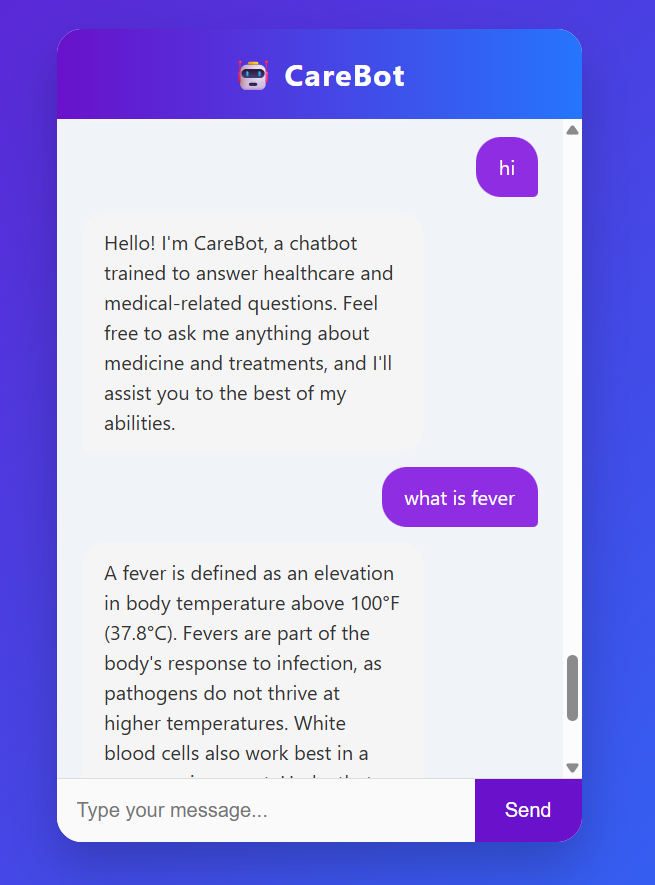 CareBot
hi
Hello! I'm CareBot, a chatbot
trained to answer healthcare and
medical-related questions. Feel
free to ask me anything about
medicine and treatments, and I'll
assist you to the best of my
abilities.
what is fever
A fever is defined as an elevation
in body temperature above 100°F
(37.8°C). Fevers are part of the
body's response to infection, as
pathogens do not thrive at
higher temperatures. White
blood cells also work best in a
Type your message...
Send